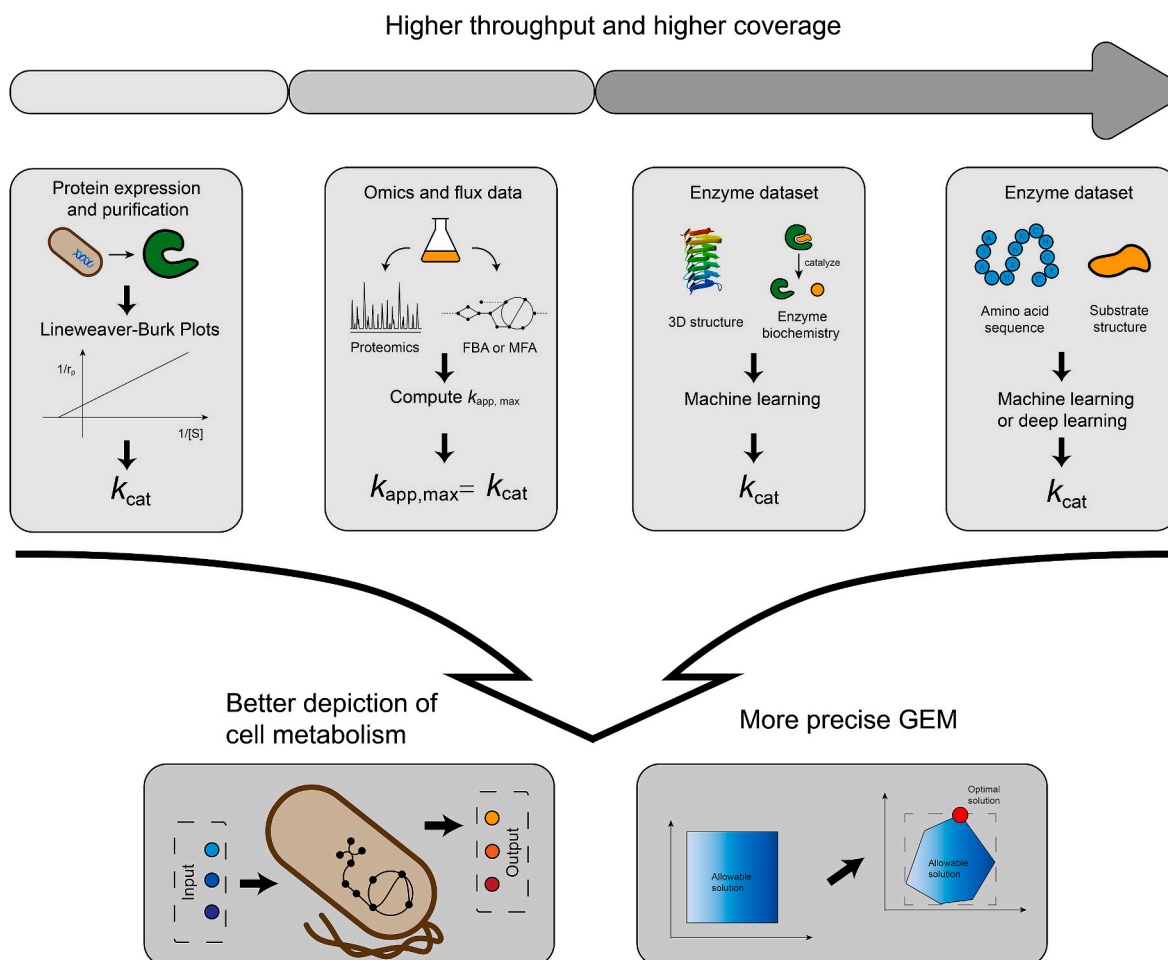 Higher throughput and higher coverage
Protein expression
and purification
Lineweaver-Burk Plots
1/rₚ
1/[S]
kcat
Omics and flux data
Proteomics
FBA or MFA
Compute kapp, max
kapp,max= kcat
Enzyme dataset
catalyze
3D structure
Enzyme
biochemistry
Machine learning
kcat
Enzyme dataset
Amino acid
sequence
Substrate
structure
Machine learning
or deep learning
kcat
Better depiction of
cell metabolism
Input
Output
More precise GEM
Allowable
solution
Optimal
solution
Allowable
solution